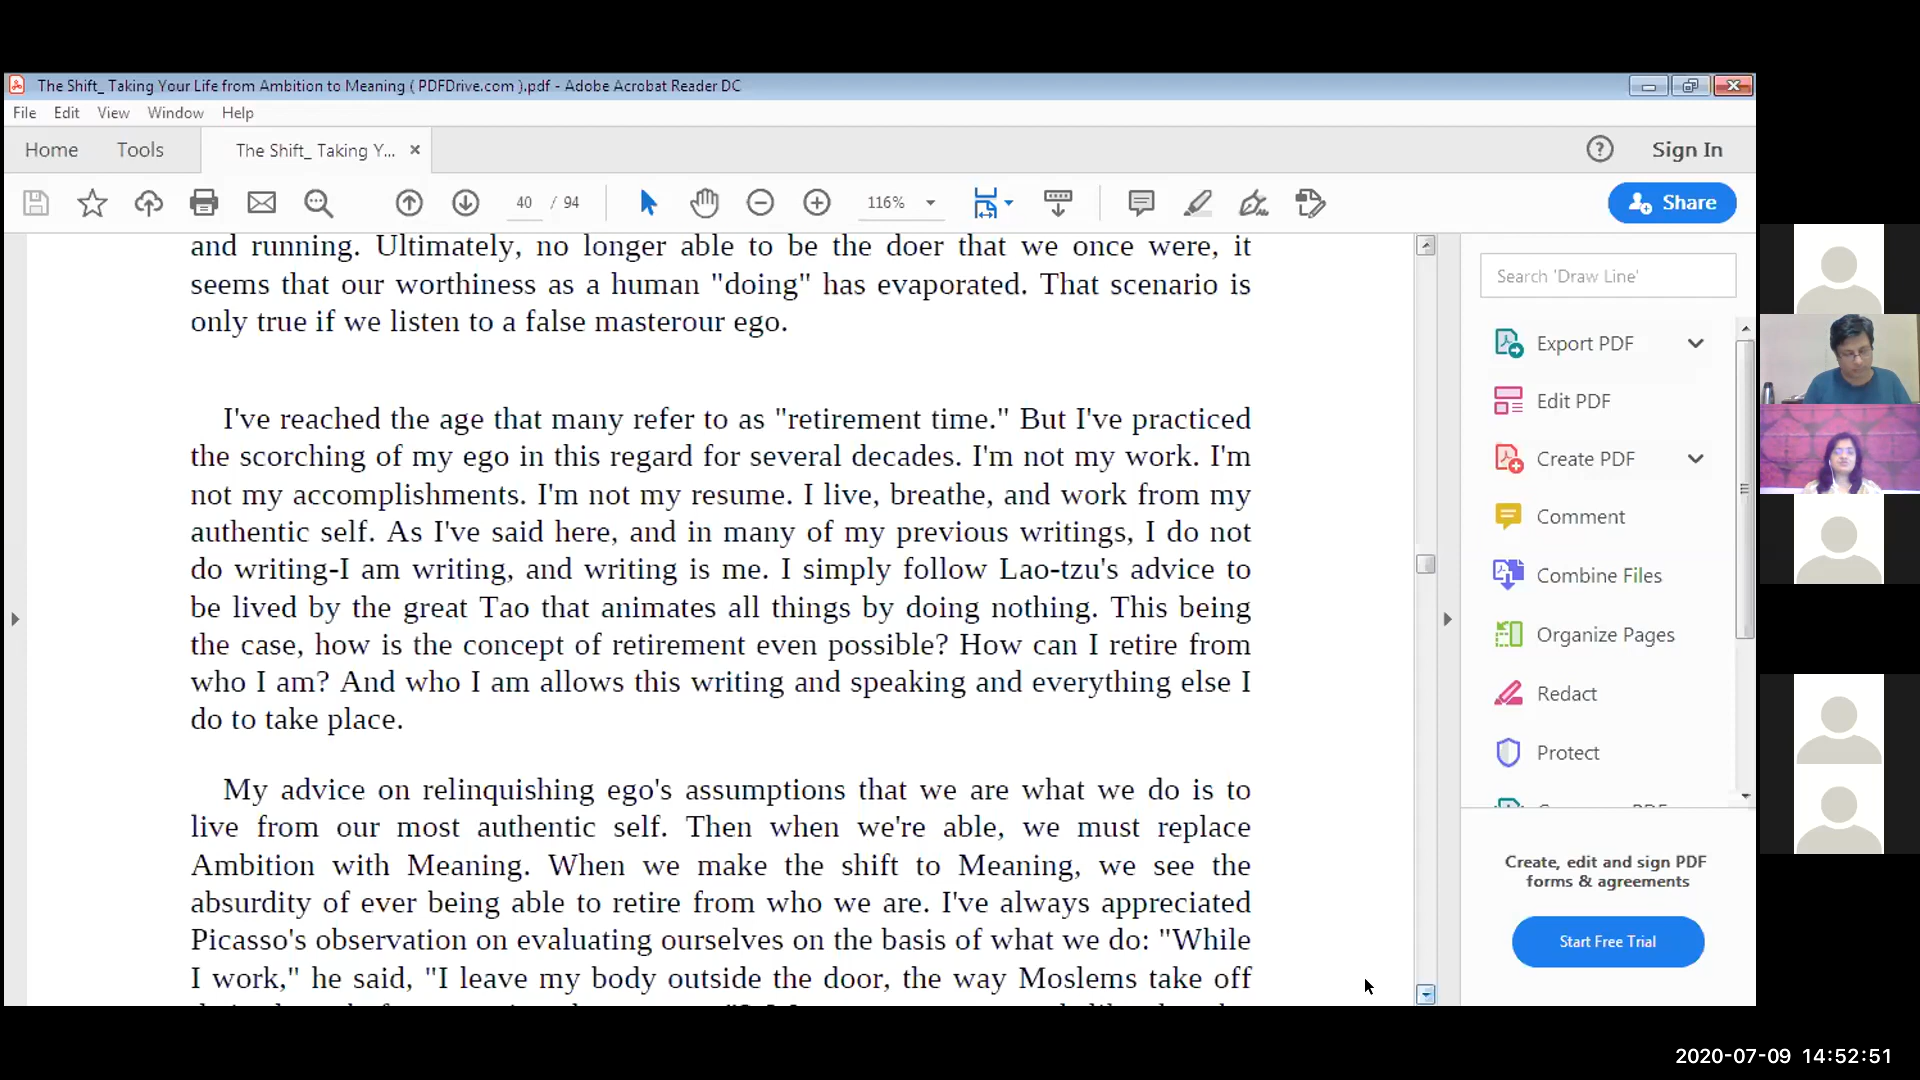 The Shift_ Taking Your Life from Ambition to Meaning ( PDFDrive.com ).pdf - Adobe Acrobat Reader DC
File Edit View Window Help
Home Tools The Shift_ Taking Y... Sign In
40 / 94 116% Share
and running. Ultimately, no longer able to be the doer that we once were, it
seems that our worthiness as a human "doing" has evaporated. That scenario is
only true if we listen to a false masterour ego.
I've reached the age that many refer to as "retirement time." But I've practiced
the scorching of my ego in this regard for several decades. I'm not my work. I'm
not my accomplishments. I'm not my resume. I live, breathe, and work from my
authentic self. As I've said here, and in many of my previous writings, I do not
do writing-I am writing, and writing is me. I simply follow Lao-tzu's advice to
be lived by the great Tao that animates all things by doing nothing. This being
the case, how is the concept of retirement even possible? How can I retire from
who I am? And who I am allows this writing and speaking and everything else I
do to take place.
My advice on relinquishing ego's assumptions that we are what we do is to
live from our most authentic self. Then when we're able, we must replace
Ambition with Meaning. When we make the shift to Meaning, we see the
absurdity of ever being able to retire from who we are. I've always appreciated
Picasso's observation on evaluating ourselves on the basis of what we do: "While
I work," he said, "I leave my body outside the door, the way Moslems take off
Search 'Draw Line'
Export PDF
Edit PDF
Create PDF
Comment
Combine Files
Organize Pages
Redact
Protect
Create, edit and sign PDF
forms & agreements
Start Free Trial
2020-07-09 14:52:51